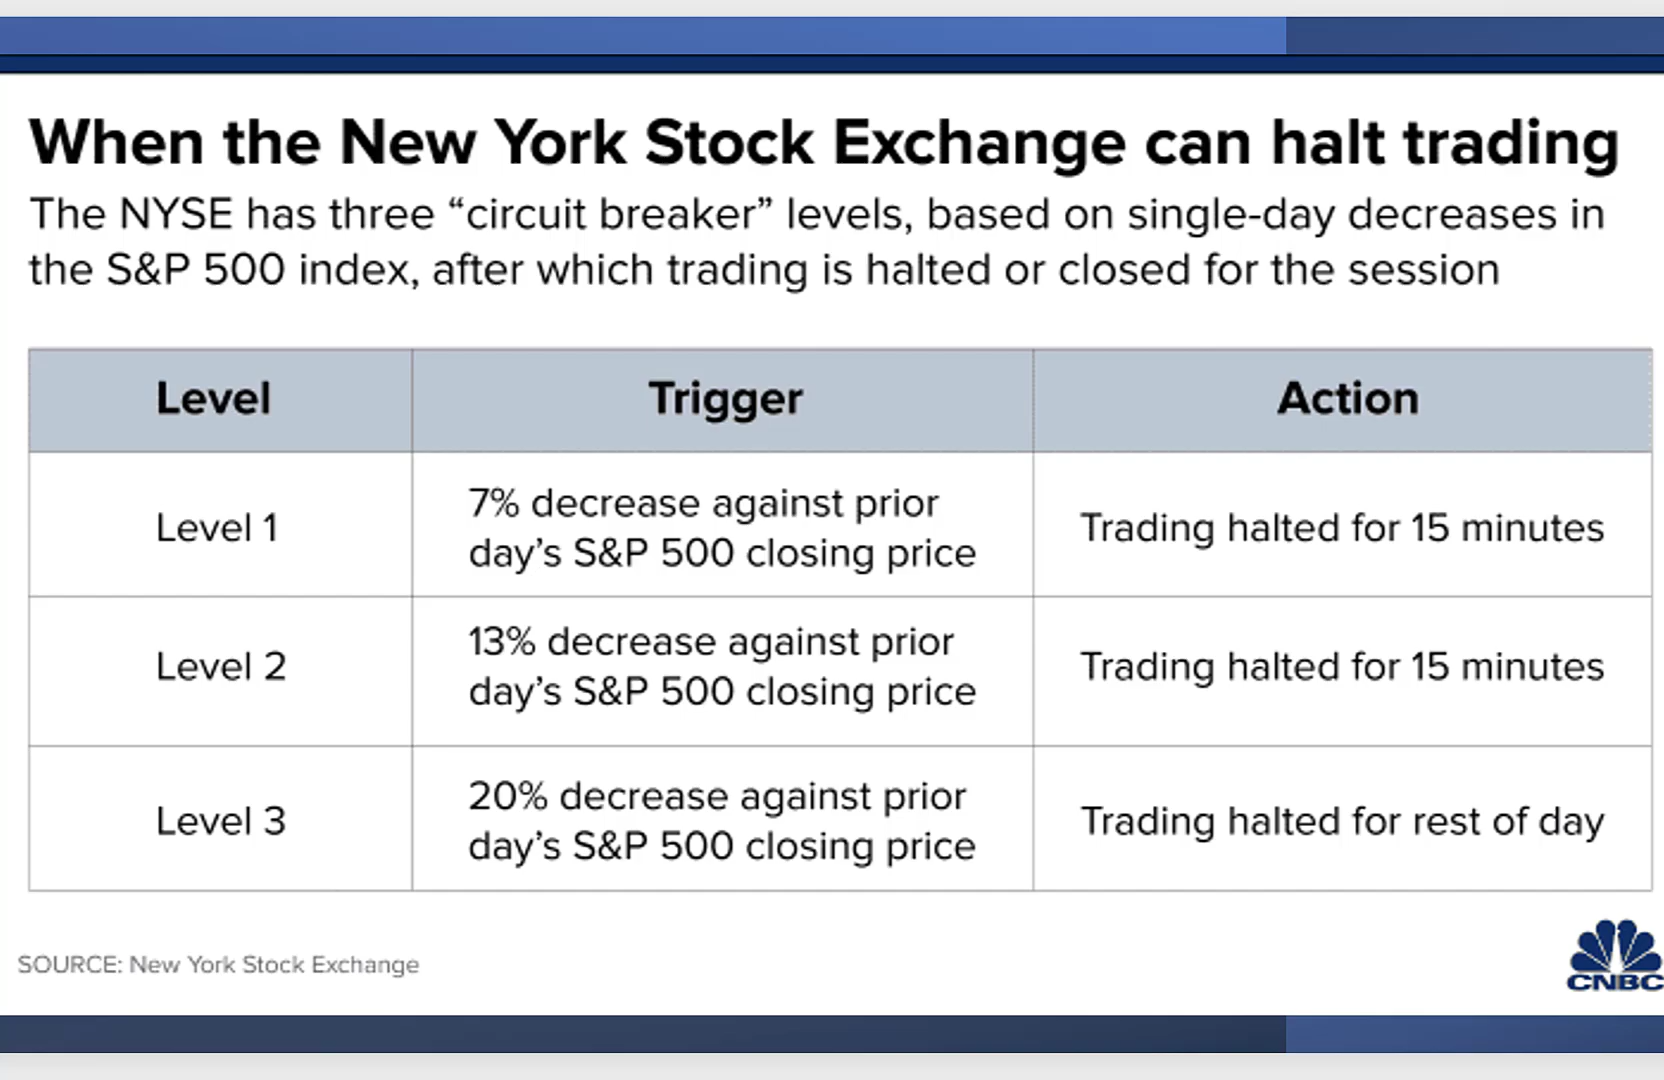 When the New York Stock Exchange can halt trading
The NYSE has three “circuit breaker” levels, based on single-day decreases in
the S&P 500 index, after which trading is halted or closed for the session
Level Trigger Action
Level 1
7% decrease against prior
day’s S&P 500 closing price
Trading halted for 15 minutes
Level 2
13% decrease against prior
day’s S&P 500 closing price
Trading halted for 15 minutes
Level 3
20% decrease against prior
day’s S&P 500 closing price
Trading halted for rest of day
SOURCE: New York Stock Exchange
CNBC